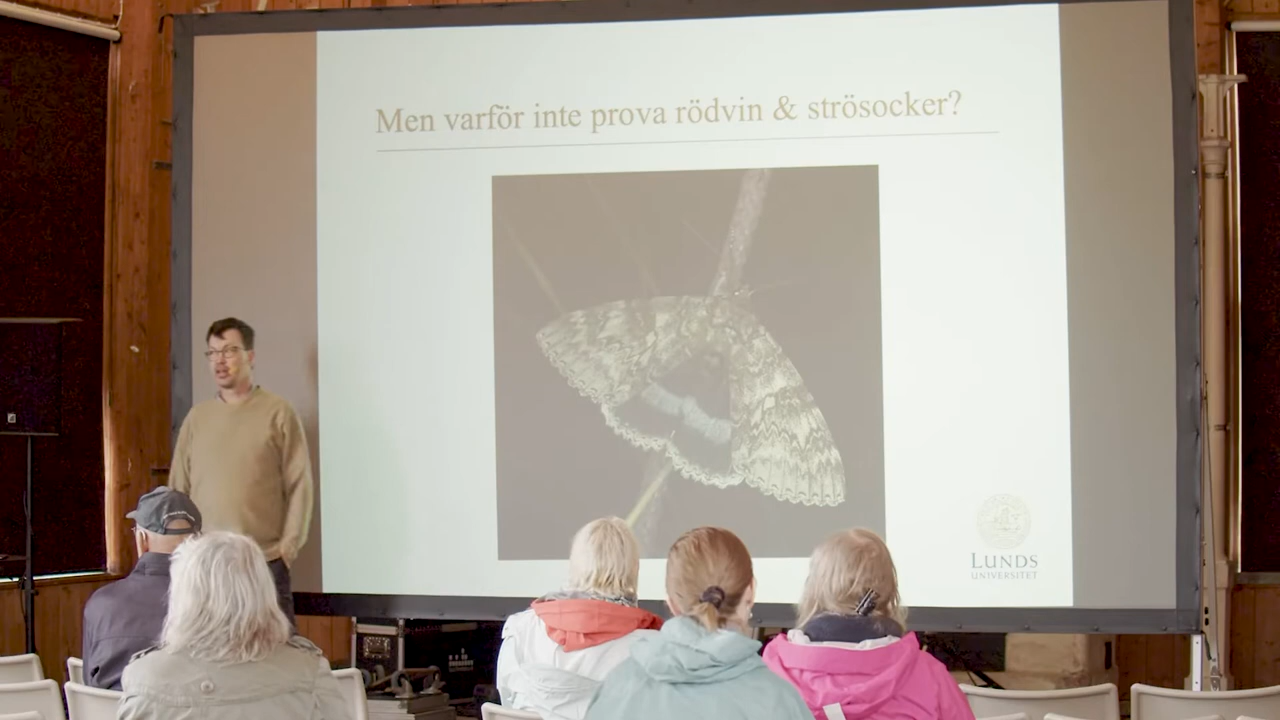 Men varför inte prova rödvin & strösocker?
LUNDS
UNIVERSITET